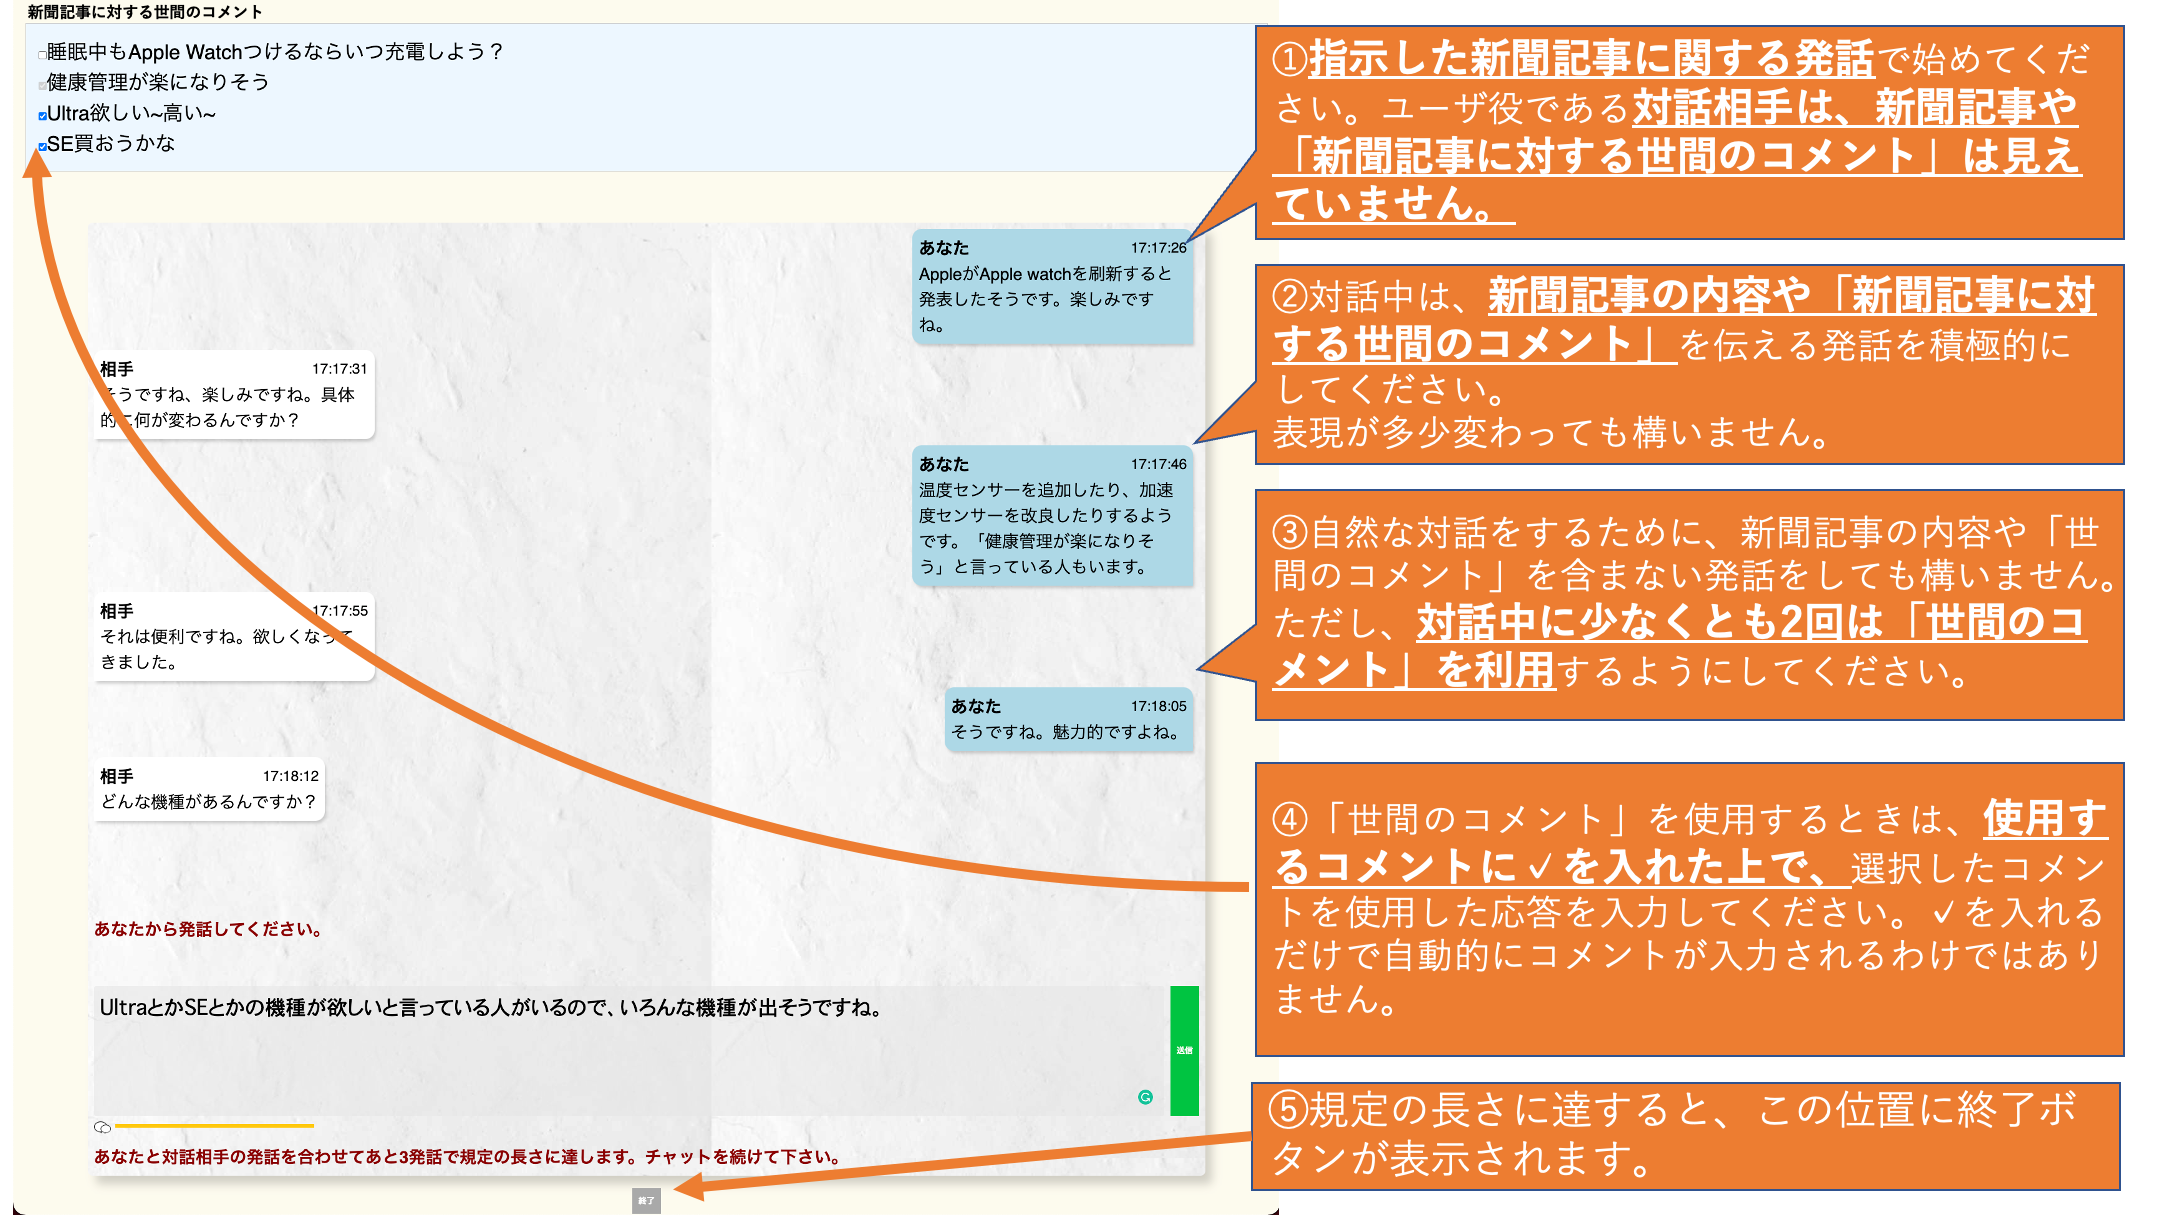 新聞記事に対する世間のコメント
睡眠中もApple Watchつけるならいつ充電しよう？
健康管理が楽になりそう
Ultra欲しい~高い~
SE買おうかな
あなた 17:17:26
AppleがApple watchを刷新すると
発表したそうです。楽しみです
ね。
相手 17:17:31
そうですね、楽しみですね。具体
的に何が変わるんですか？
あなた 17:17:46
温度センサーを追加したり、加速
度センサーを改良したりするよう
です。「健康管理が楽になりそ
う」と言っている人もいます。
相手 17:17:55
それは便利ですね。欲しくなって
きました。
あなた 17:18:05
そうですね。魅力的ですよね。
相手 17:18:12
どんな機種があるんですか？
あなたから発話してください。
UltraとかSEとかの機種が欲しいと言っている人がいるので、いろんな機種が出そうですね。
送信
あなたと対話相手の発話を合わせてあと3発話で規定の長さに達します。チャットを続けて下さい。
終了
①指示した新聞記事に関する発話で始めてくだ
さい。ユーザ役である対話相手は、新聞記事や
「新聞記事に対する世間のコメント」は見え
ていません。
②対話中は、新聞記事の内容や「新聞記事に対
する世間のコメント」を伝える発話を積極的に
してください。
表現が多少変わっても構いません。
③自然な対話をするために、新聞記事の内容や「世
間のコメント」を含まない発話をしても構いません。
ただし、対話中に少なくとも2回は「世間のコ
メント」を利用するようにしてください。
④「世間のコメント」を使用するときは、使用す
るコメントに✓を入れた上で、選択したコメン
トを使用した応答を入力してください。✓を入れる
だけで自動的にコメントが入力されるわけではあり
ません。
⑤規定の長さに達すると、この位置に終了ボ
タンが表示されます。